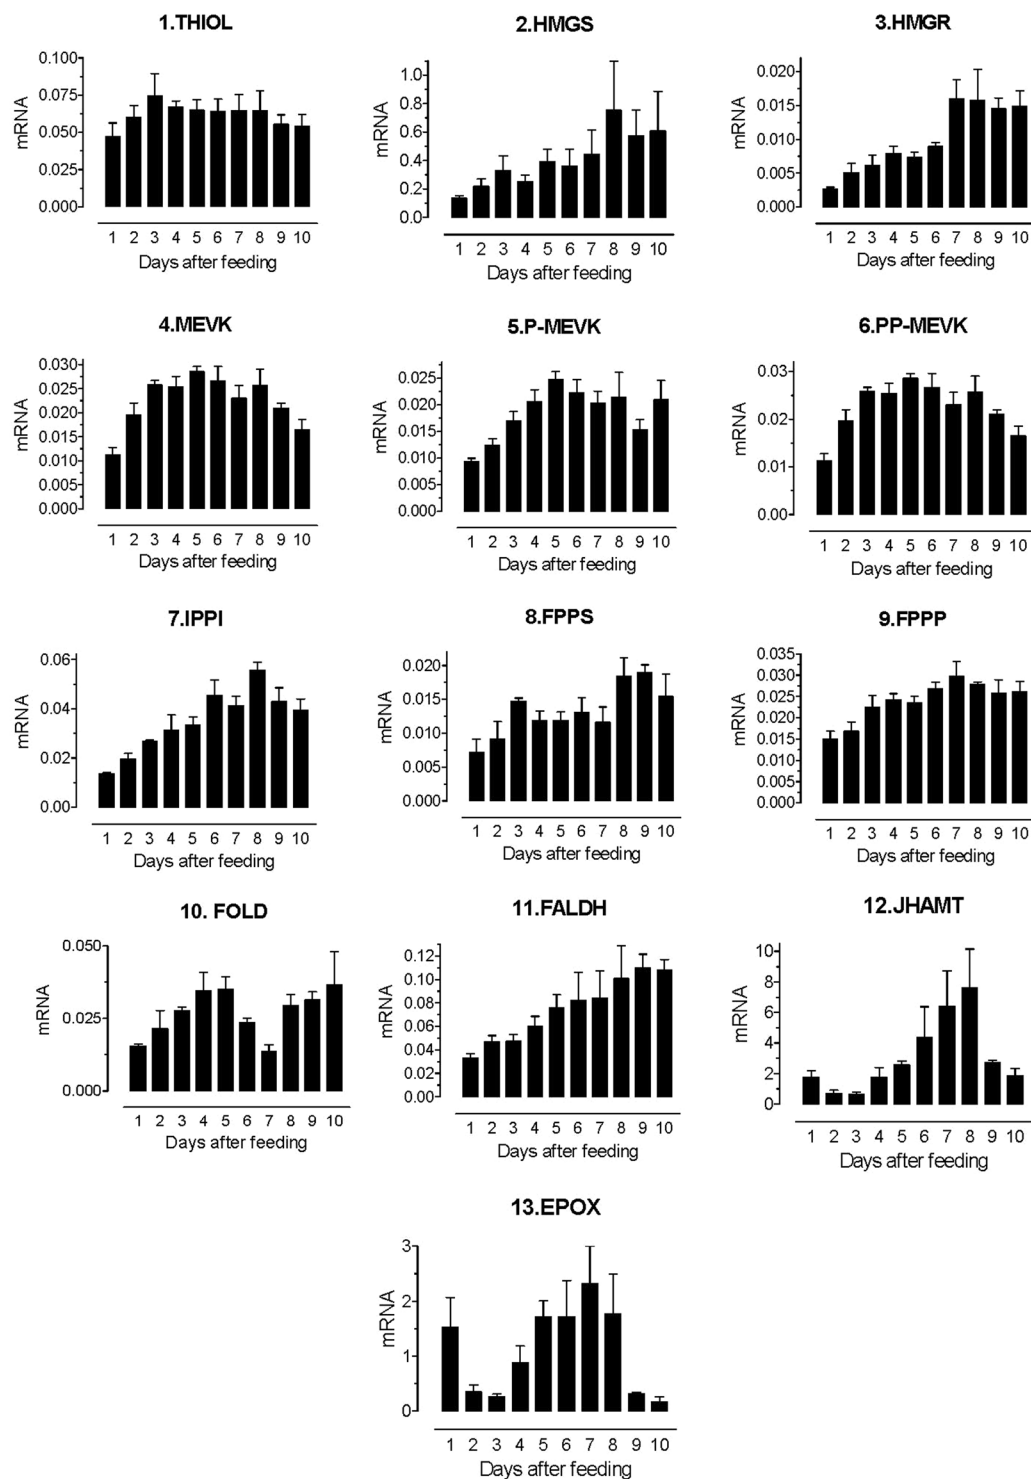 1.THIOL
mRNA
0.100
0.075
0.050
0.025
0.000
1 2 3 4 5 6 7 8 9 10
Days after feeding
2.HMGS
mRNA
1.0
0.8
0.6
0.4
0.2
0.0
1 2 3 4 5 6 7 8 9 10
Days after feeding
3.HMGR
mRNA
0.020
0.015
0.010
0.005
0.000
1 2 3 4 5 6 7 8 9 10
Days after feeding
4.MEVK
mRNA
0.030
0.025
0.020
0.015
0.010
0.005
0.000
1 2 3 4 5 6 7 8 9 10
Days after feeding
5.P-MEVK
mRNA
0.025
0.020
0.015
0.010
0.005
0.000
1 2 3 4 5 6 7 8 9 10
Days after feeding
6.PP-MEVK
mRNA
0.03
0.02
0.01
0.00
1 2 3 4 5 6 7 8 9 10
Days after feeding
7.IPPI
mRNA
0.06
0.04
0.02
0.00
1 2 3 4 5 6 7 8 9 10
Days after feeding
8.FPPS
mRNA
0.020
0.015
0.010
0.005
0.000
1 2 3 4 5 6 7 8 9 10
Days after feeding
9.FPPP
mRNA
0.035
0.030
0.025
0.020
0.015
0.010
0.005
0.000
1 2 3 4 5 6 7 8 9 10
Days after feeding
10. FOLD
mRNA
0.050
0.025
0.000
1 2 3 4 5 6 7 8 9 10
Days after feeding
11.FALDH
mRNA
0.12
0.10
0.08
0.06
0.04
0.02
0.00
1 2 3 4 5 6 7 8 9 10
Days after feeding
12.JHAMT
mRNA
10
8
6
4
2
0
1 2 3 4 5 6 7 8 9 10
Days after feeding
13.EPOX
mRNA
3
2
1
0
1 2 3 4 5 6 7 8 9 10
Days after feeding